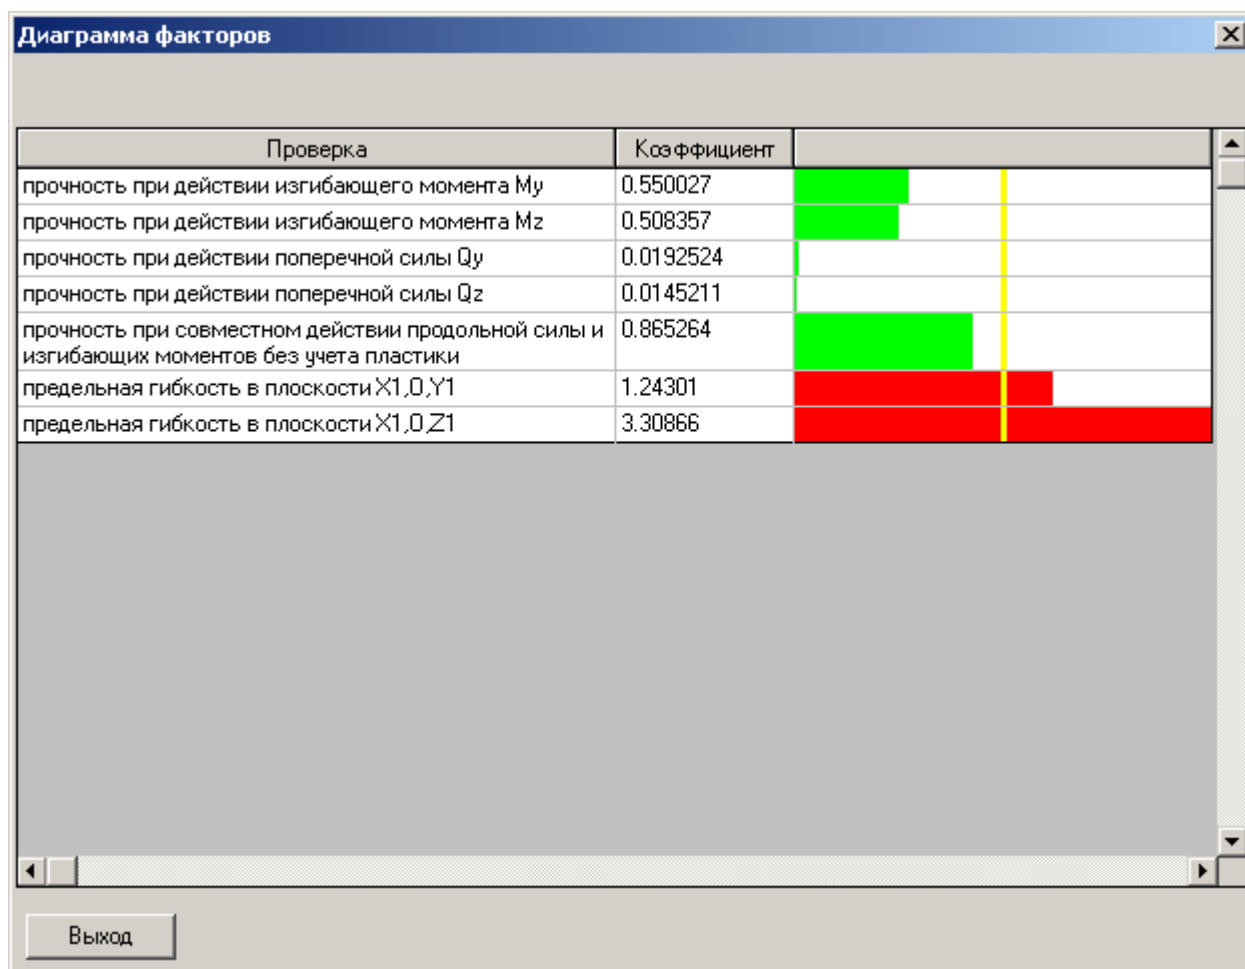 Диаграмма факторов
Проверка Коэффициент
прочность при действии изгибающего момента My 0.550027
прочность при действии изгибающего момента Mz 0.508357
прочность при действии поперечной силы Qy 0.0192524
прочность при действии поперечной силы Qz 0.0145211
прочность при совместном действии продольной силы и 0.865264
изгибающих моментов без учета пластики
предельная гибкость в плоскости X1,O,Y1 1.24301
предельная гибкость в плоскости X1,O,Z1 3.30866
Выход